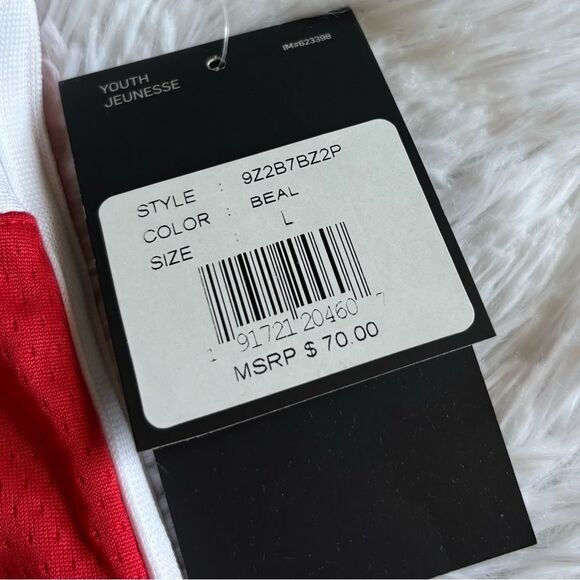 YOUTH
JEUNESSE
IM#623398
STYLE : 9Z2B7BZ2P
COLOR : BEAL
SIZE : L
1 91721 20460 7
MSRP $ 70.00